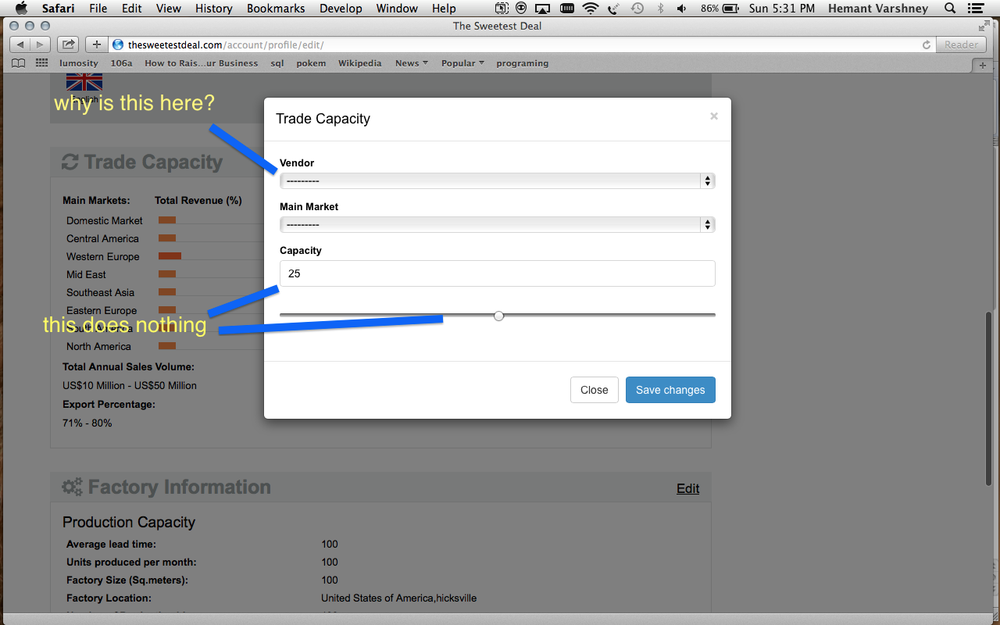 Safari File Edit View History Bookmarks Develop Window Help 86% Sun 5:31 PM Hemant Varshney
The Sweetest Deal
thesweetestdeal.com/account/profile/edit/ Reader
lumosity 106a How to Rais...ur Business sql pokem Wikipedia News Popular programing
English
why is this here?
Trade Capacity ×
Trade Capacity
Vendor
---------
Main Market
---------
Capacity
25
Main Markets: Total Revenue (%)
Domestic Market
Central America
Western Europe
Mid East
Southeast Asia
Eastern Europe
this does nothing
South America
North America
Total Annual Sales Volume:
US$10 Million - US$50 Million
Export Percentage:
71% - 80%
Close Save changes
Factory Information Edit
Production Capacity
Average lead time: 100
Units produced per month: 100
Factory Size (Sq.meters): 100
Factory Location: United States of America,hicksville